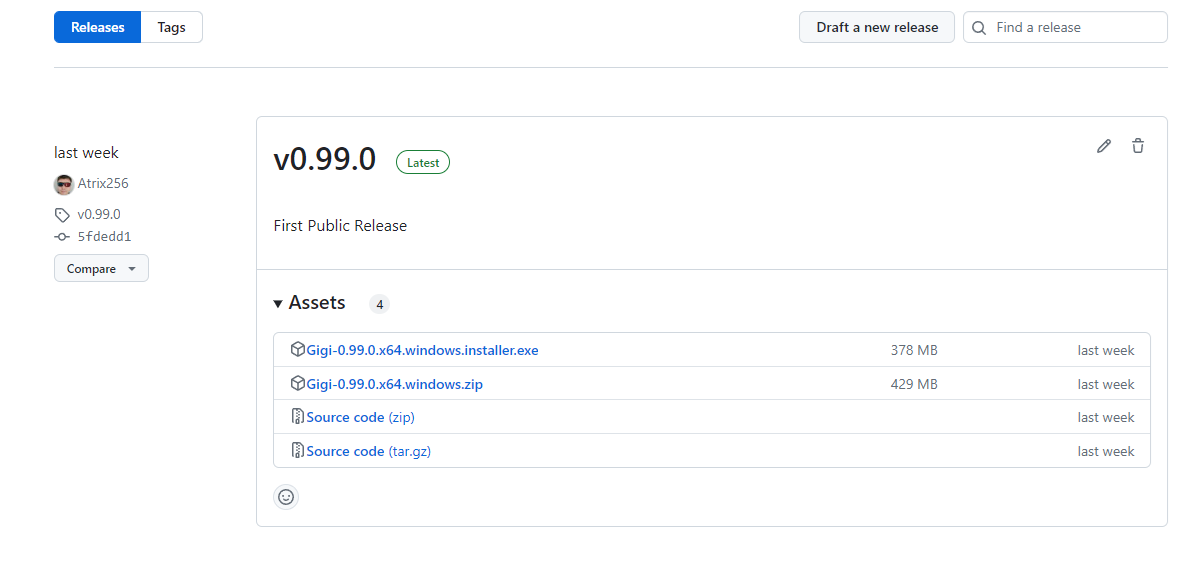 Releases Tags Draft a new release Find a release
last week
Atrix256
v0.99.0
5fdedd1
Compare
v0.99.0 Latest
First Public Release
Assets 4
Gigi-0.99.0.x64.windows.installer.exe 378 MB last week
Gigi-0.99.0.x64.windows.zip 429 MB last week
Source code (zip) last week
Source code (tar.gz) last week